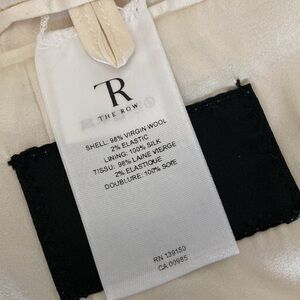 TR
THE ROW
SHELL: 98% VIRGIN WOOL
2% ELASTIC
LINING: 100% SILK
TISSU: 98% LAINE VIERGE
2% ELASTIQUE
DOUBLURE: 100% SOIE
RN 139150
CA 00985